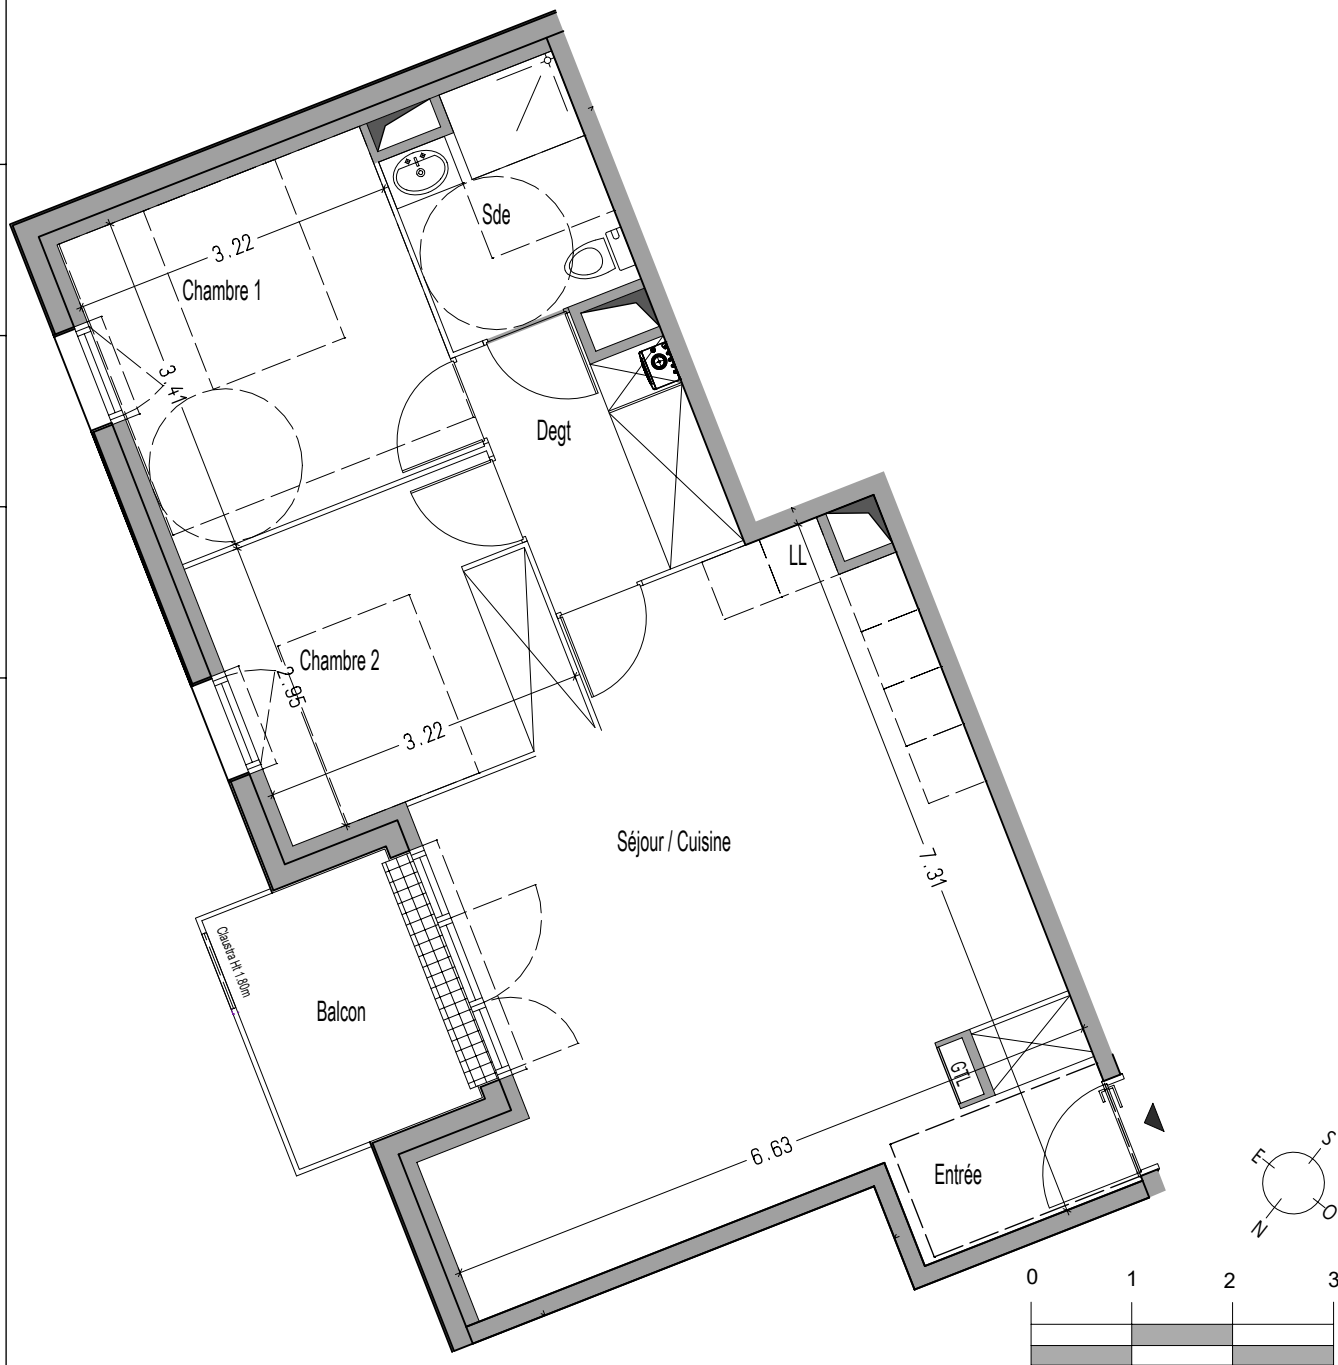 Sde
3.22
Chambre 1
3.41
Degt
LL
Chambre 2
2.95
3.22
Séjour / Cuisine
7.31
Claustra Ht 1.80m
Balcon
GTL
6.63
Entrée
E
S
N
O
0 1 2 3